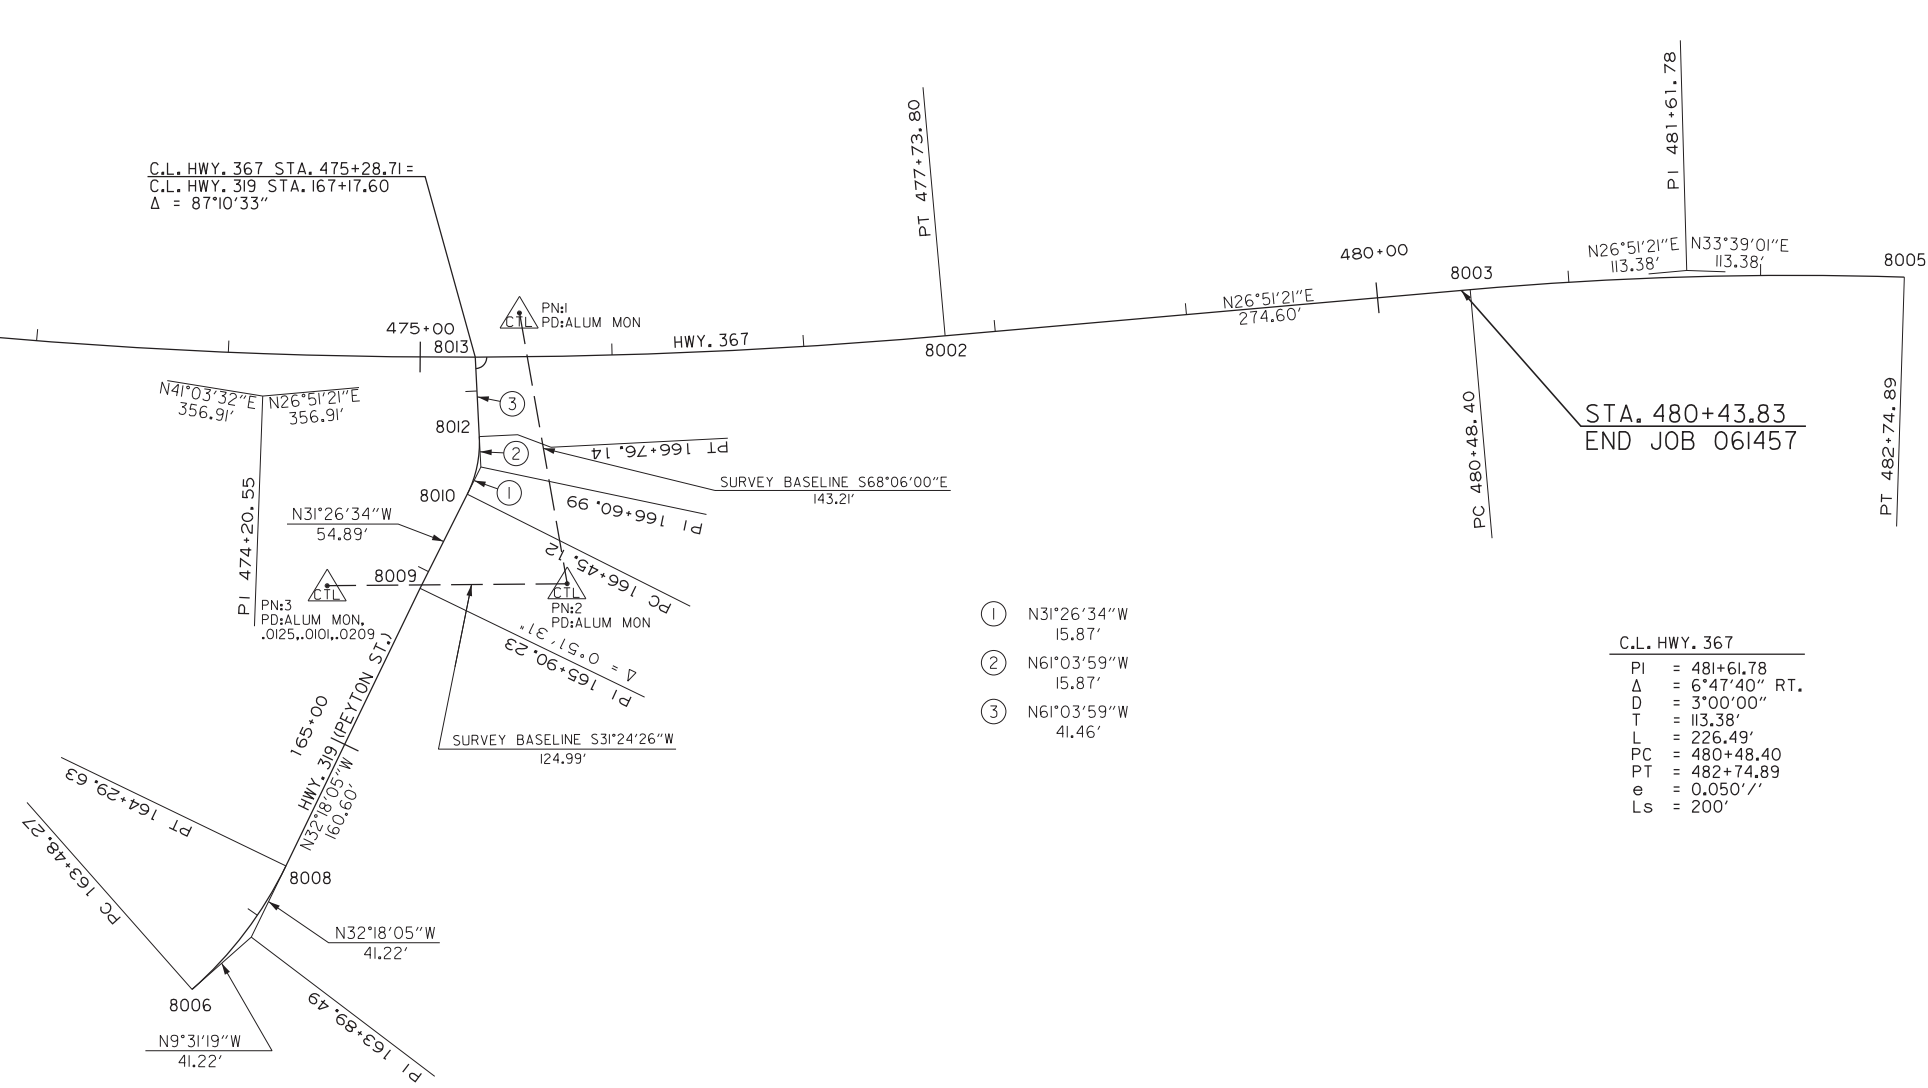 C.L. HWY. 367 STA. 475+28.71 =
C.L. HWY. 319 STA. 167+17.60
Δ = 87°10'33"
PT 477+73.80
PI 481+61.78
N26°51'21"E
113.38'
N33°39'01"E
113.38'
8005
480+00
8003
PN:1
PD:ALUM MON
CTL
475+00
8013
HWY. 367
8002
N26°51'21"E
274.60'
N41°03'32"E
356.91'
N26°51'21"E
356.91'
PI 474+20.55
3
8012
2
PT 166+76.14
SURVEY BASELINE S68°06'00"E
143.21'
8010
1
PI 166+60.99
PC 480+48.40
STA. 480+43.83
END JOB 061457
PT 482+74.89
N31°26'34"W
54.89'
PC 166+45.12
8009
CTL
PN:3
PD:ALUM MON,
.0125,.0101,.0209
CTL
PN:2
PD:ALUM MON
Δ = 0°51'31"
PI 165+90.23
SURVEY BASELINE S31°24'26"W
124.99'
165+00
HWY. 319 (PEYTON ST.)
N32°18'05"W
160.60'
PT 164+29.63
PC 163+48.27
8008
N32°18'05"W
41.22'
8006
N9°31'19"W
41.22'
PI 163+89.49
1 N31°26'34"W
15.87'
2 N61°03'59"W
15.87'
3 N61°03'59"W
41.46'
C.L. HWY. 367
PI = 481+61.78
Δ = 6°47'40" RT.
D = 3°00'00"
T = 113.38'
L = 226.49'
PC = 480+48.40
PT = 482+74.89
e = 0.050'/'
Ls = 200'